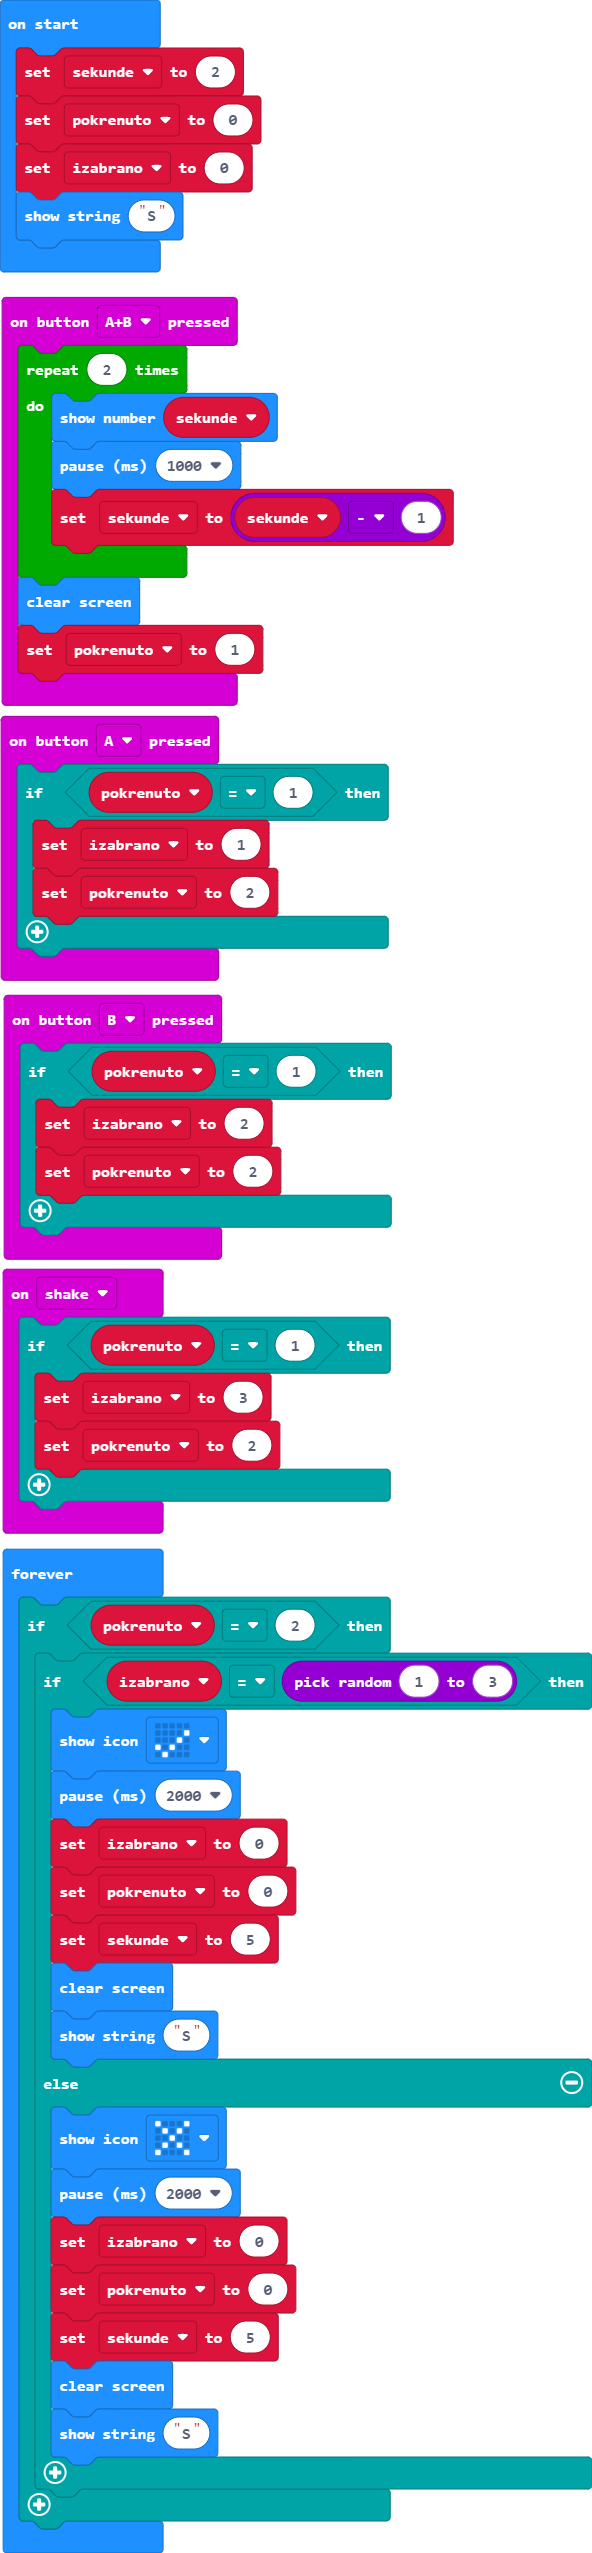 on start
set sekunde to 2
set pokrenuto to 0
set izabrano to 0
show string "S"
on button A+B pressed
repeat 2 times
do
show number sekunde
pause (ms) 1000
set sekunde to sekunde - 1
clear screen
set pokrenuto to 1
on button A pressed
if pokrenuto = 1 then
set izabrano to 1
set pokrenuto to 2
on button B pressed
if pokrenuto = 1 then
set izabrano to 2
set pokrenuto to 2
on shake
if pokrenuto = 1 then
set izabrano to 3
set pokrenuto to 2
forever
if pokrenuto = 2 then
if izabrano = pick random 1 to 3 then
show icon
pause (ms) 2000
set izabrano to 0
set pokrenuto to 0
set sekunde to 5
clear screen
show string "S"
else
show icon
pause (ms) 2000
set izabrano to 0
set pokrenuto to 0
set sekunde to 5
clear screen
show string "S"